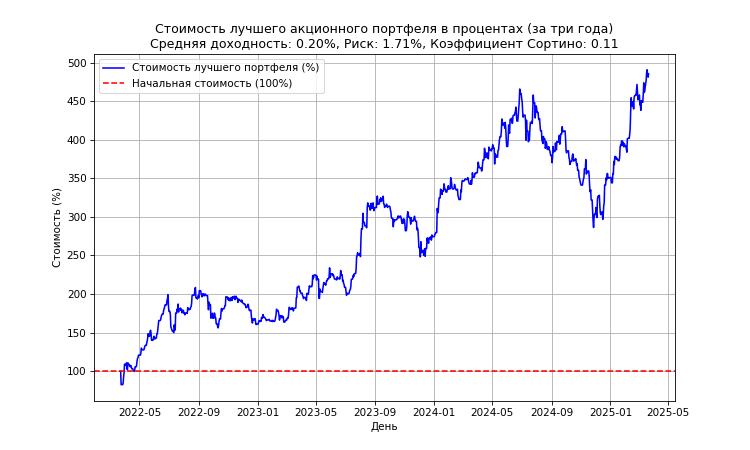 Стоимость лучшего акционного портфеля в процентах (за три года)
Средняя доходность: 0.20%, Риск: 1.71%, Коэффициент Сортино: 0.11
Стоимость лучшего портфеля (%)
Начальная стоимость (100%)
Стоимость (%)
500
450
400
350
300
250
200
150
100
2022-05 2022-09 2023-01 2023-05 2023-09 2024-01 2024-05 2024-09 2025-01 2025-05
День